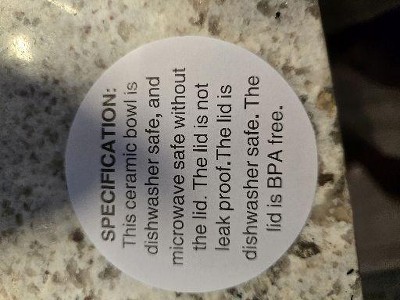 SPECIFICATION:
This ceramic bowl is
dishwasher safe, and
microwave safe without
the lid. The lid is not
leak proof.The lid is
dishwasher safe. The
lid is BPA free.